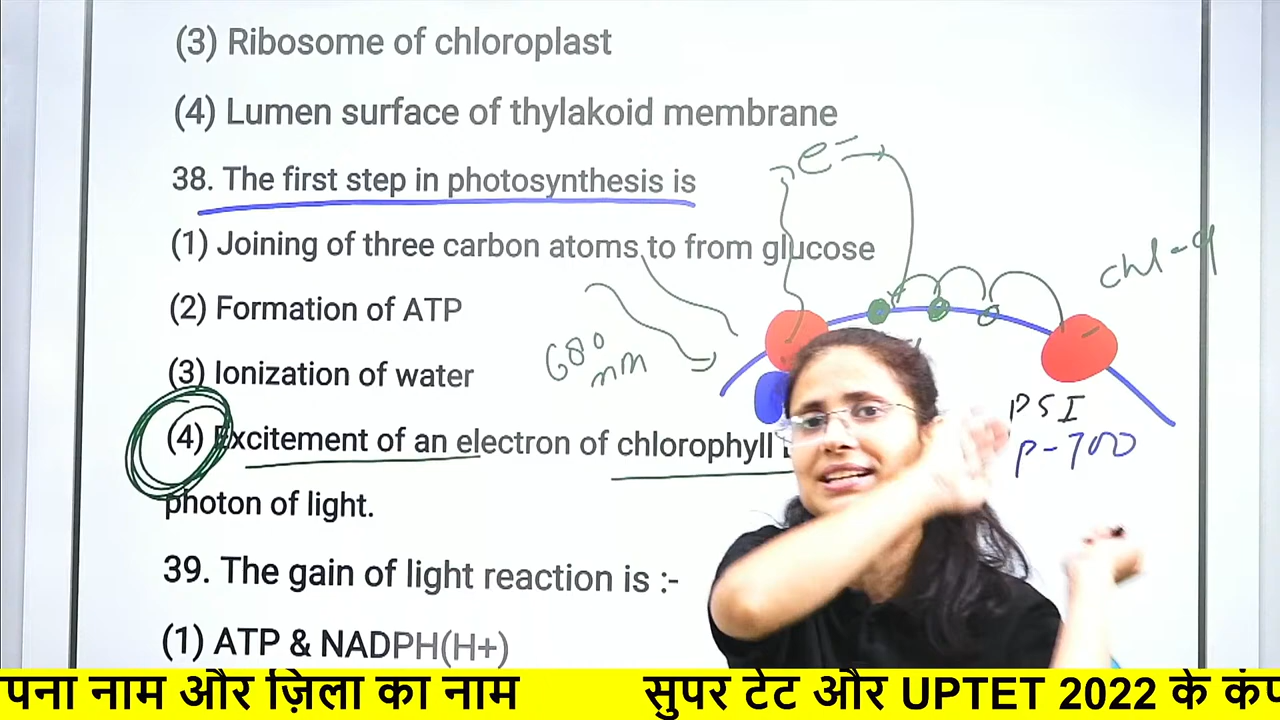 (3) Ribosome of chloroplast
(4) Lumen surface of thylakoid membrane
e-
38. The first step in photosynthesis is
(1) Joining of three carbon atoms to from glucose
chl-a
(2) Formation of ATP
680
nm
(3) Ionization of water
PSI
(4) Excitement of an electron of chlorophyll
P-700
photon of light.
39. The gain of light reaction is :-
(1) ATP & NADPH(H+)
पना नाम और ज़िला का नाम सुपर टेट और UPTET 2022 के